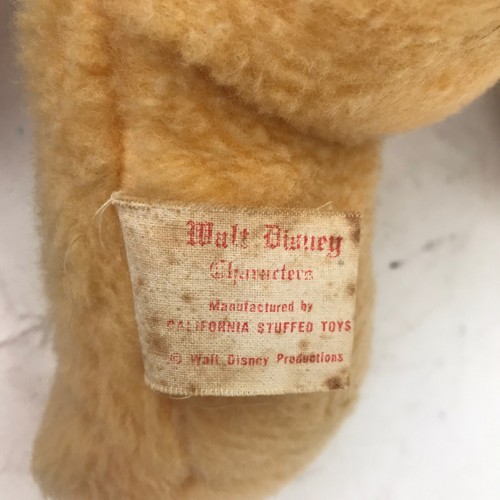 Walt Disney
Characters
Manufactured by
CALIFORNIA STUFFED TOYS
© Walt Disney Productions